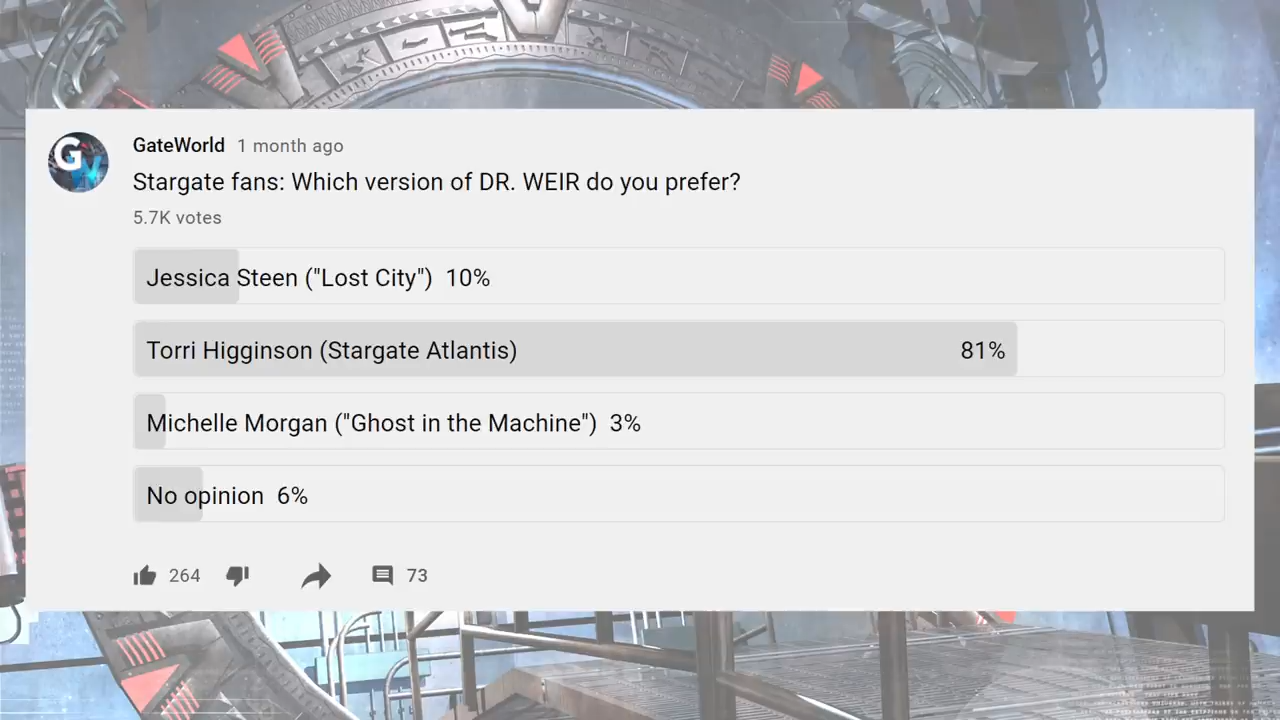 GateWorld 1 month ago
Stargate fans: Which version of DR. WEIR do you prefer?
5.7K votes
Jessica Steen ("Lost City") 10%
Torri Higginson (Stargate Atlantis) 81%
Michelle Morgan ("Ghost in the Machine") 3%
No opinion 6%
264 73